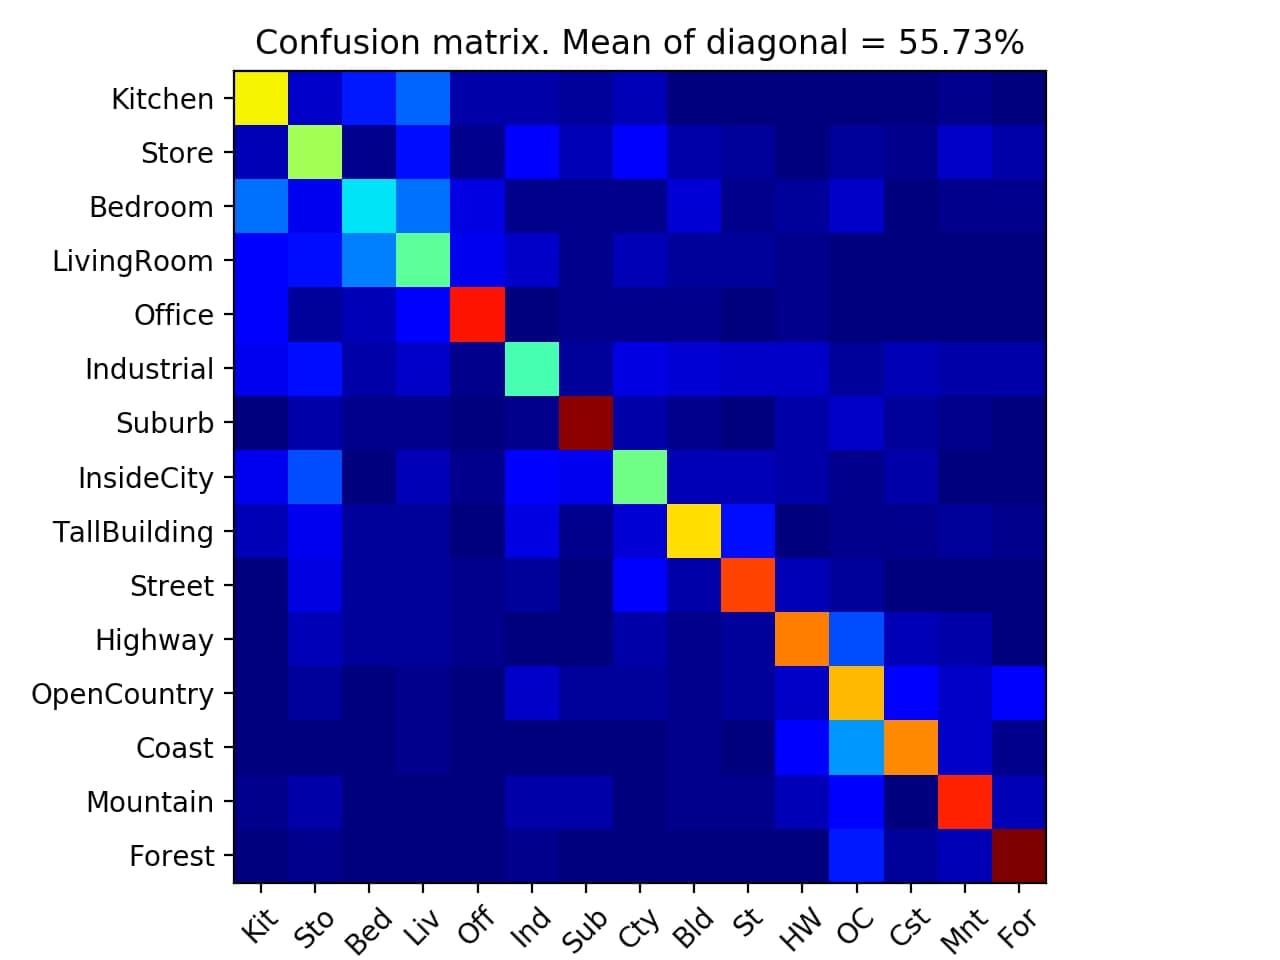 Confusion matrix. Mean of diagonal = 55.73%
Kitchen
Store
Bedroom
LivingRoom
Office
Industrial
Suburb
InsideCity
TallBuilding
Street
Highway
OpenCountry
Coast
Mountain
Forest
Kit Sto Bed Liv Off Ind Sub Cty Bld St HW OC Cst Mnt For